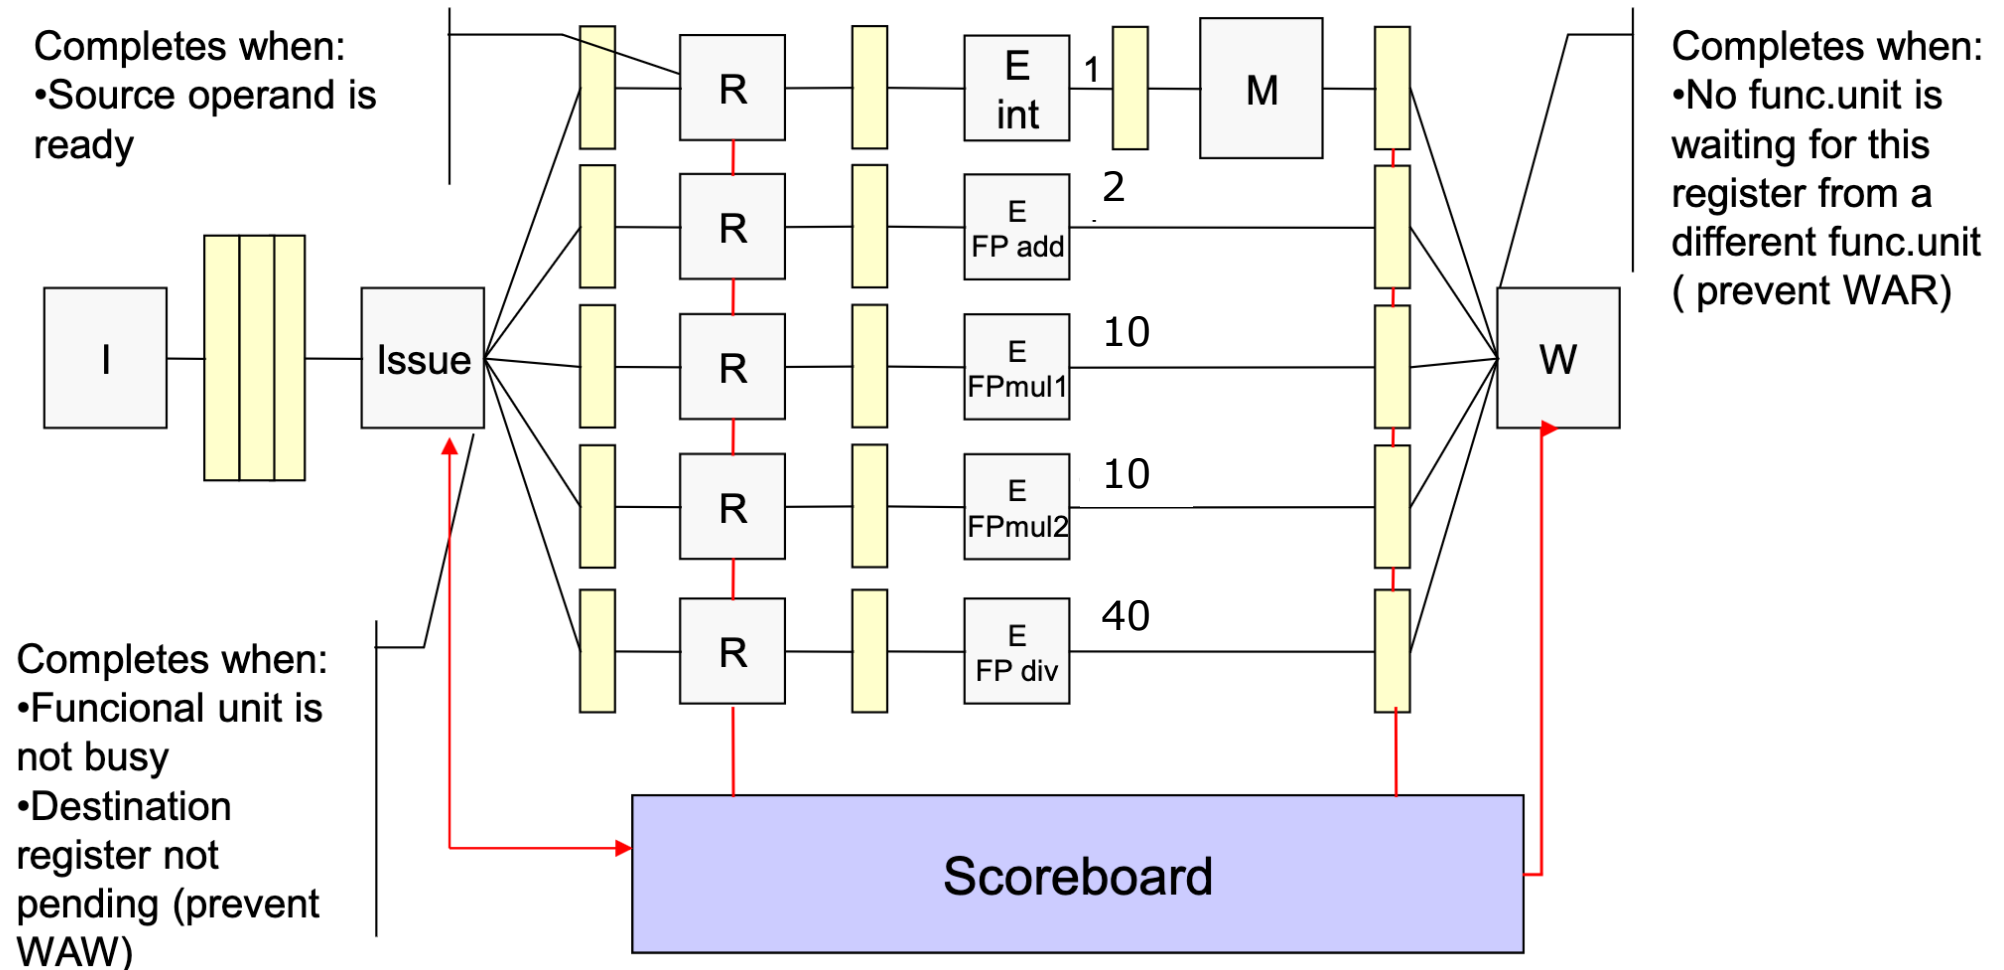 Completes when:
•Source operand is
ready
I
Issue
R
E
int
1
M
R
E
FP add
2
R
E
FPmul1
10
R
E
FPmul2
10
R
E
FP div
40
W
Completes when:
•No func.unit is
waiting for this
register from a
different func.unit
( prevent WAR)
Completes when:
•Funcional unit is
not busy
•Destination
register not
pending (prevent
WAW)
Scoreboard